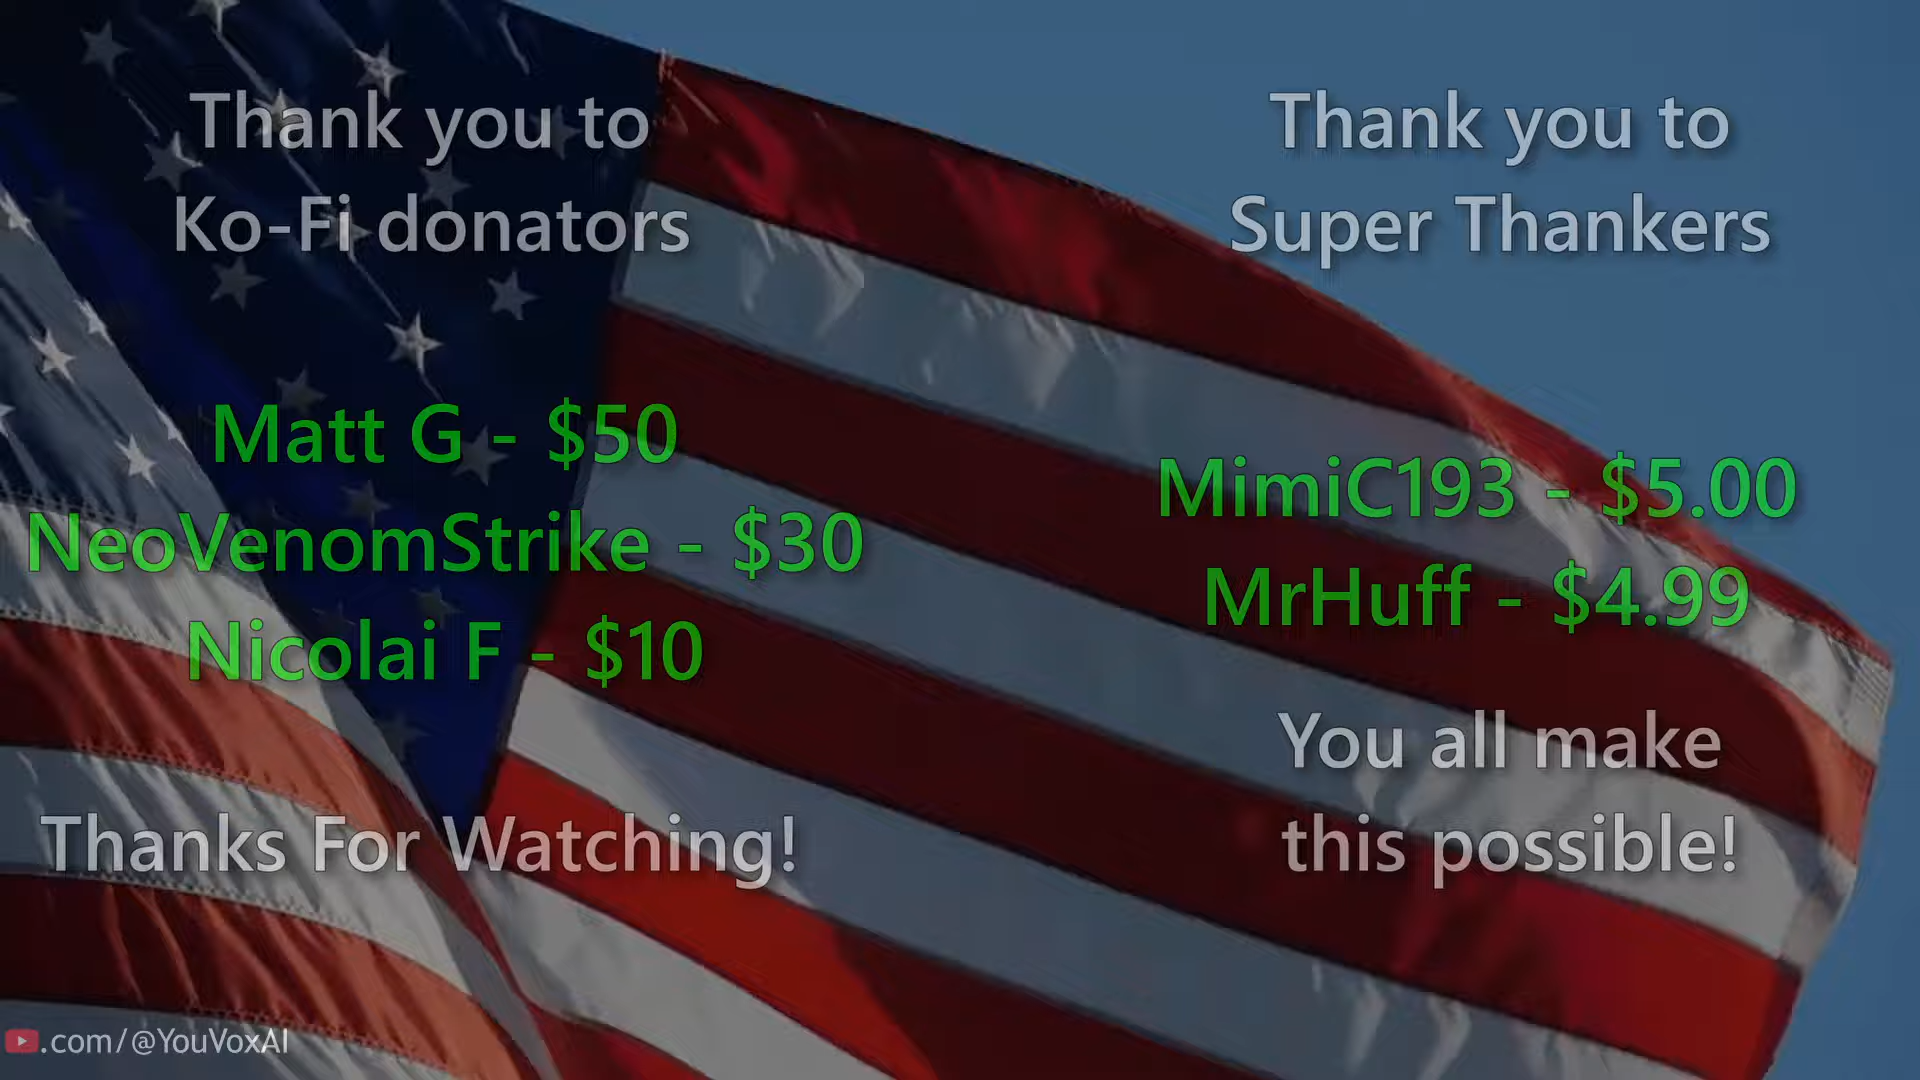 Thank you to
Ko-Fi donators
Matt G - $50
NeoVenomStrike - $30
Nicolai F - $10
Thanks For Watching!
Thank you to
Super Thankers
MimiC193 - $5.00
MrHuff - $4.99
You all make
this possible!
.com/@YouVoxAI